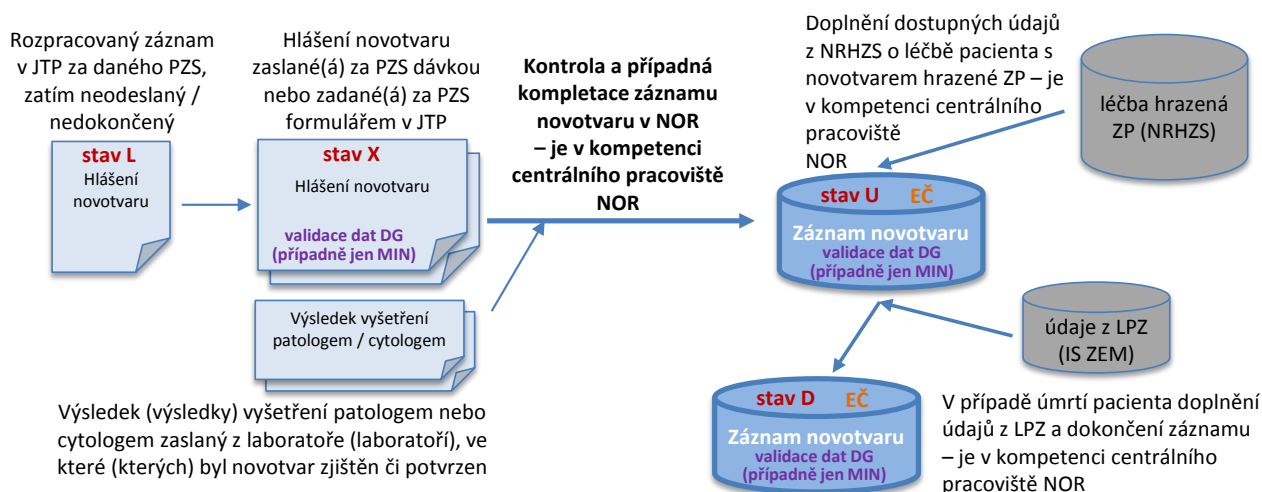 Rozpracovaný záznam
v JTP za daného PZS,
zatím neodeslaný /
nedokončený
stav L
Hlášení
novotvaru
Hlášení novotvaru
zaslané(á) za PZS dávkou
nebo zadané(á) za PZS
formulářem v JTP
stav X
Hlášení novotvaru
validace dat DG
(případně jen MIN)
Výsledek vyšetření
patologem / cytologem
Výsledek (výsledky) vyšetření patologem nebo
cytologem zaslaný z laboratoře (laboratoří), ve
které (kterých) byl novotvar zjištěn či potvrzen
Kontrola a případná
kompletace záznamu
novotvaru v NOR
– je v kompetenci
centrálního pracoviště
NOR
Doplnění dostupných údajů
z NRHZS o léčbě pacienta s
novotvarem hrazené ZP – je
v kompetenci centrálního
pracoviště
NOR
léčba hrazená
ZP (NRHZS)
stav U EČ
Záznam novotvaru
validace dat DG
(případně jen MIN)
údaje z LPZ
(IS ZEM)
stav D EČ
Záznam novotvaru
validace dat DG
(případně jen MIN)
V případě úmrtí pacienta doplnění
údajů z LPZ a dokončení záznamu
– je v kompetenci centrálního
pracoviště NOR